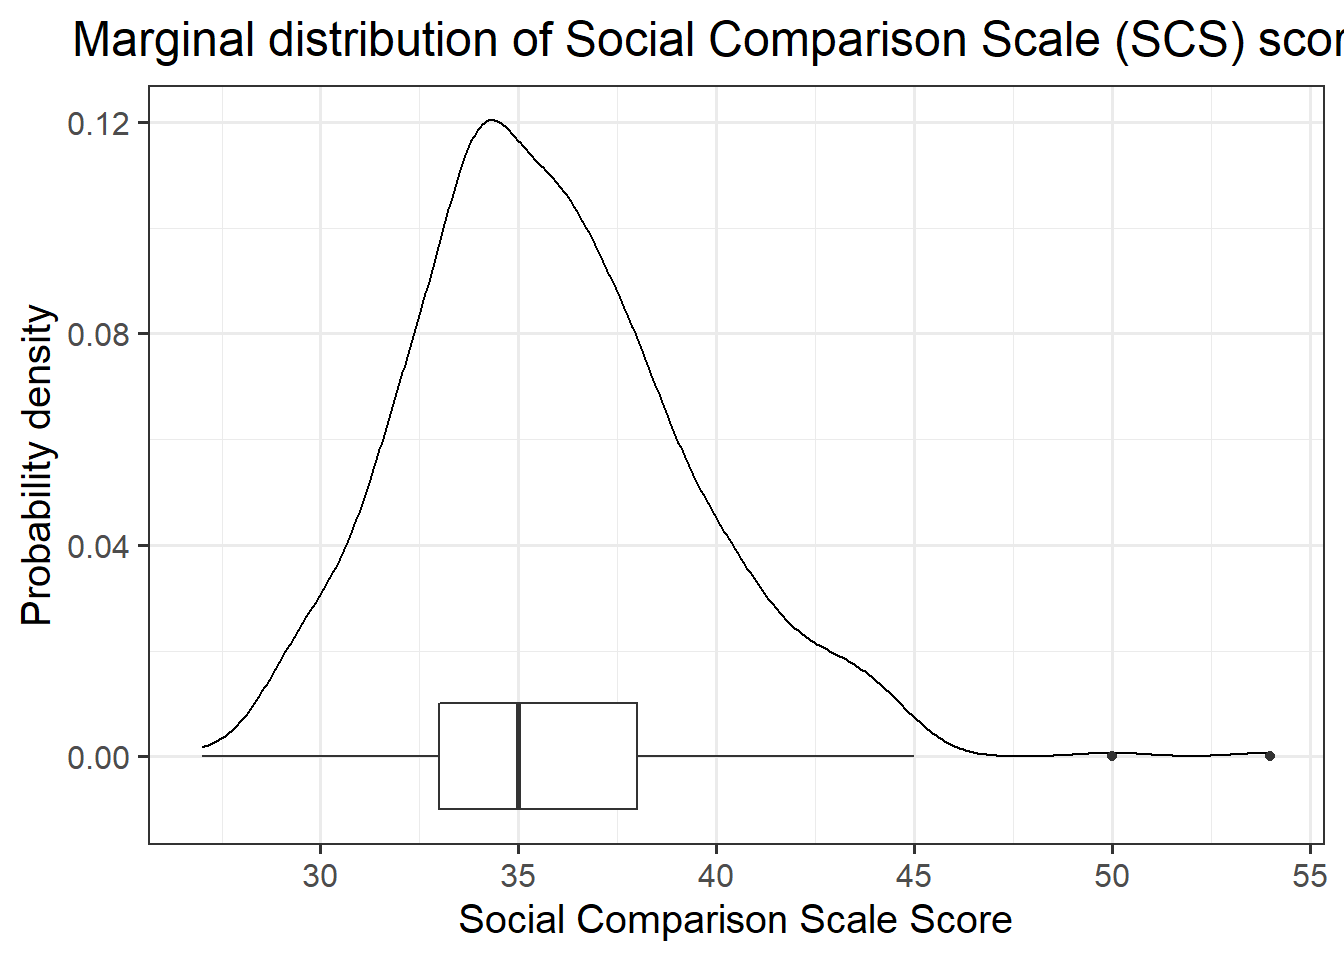 Marginal distribution of Social Comparison Scale (SCS) scor
0.12
0.08
0.04
0.00
Probability density
30 35 40 45 50 55
Social Comparison Scale Score